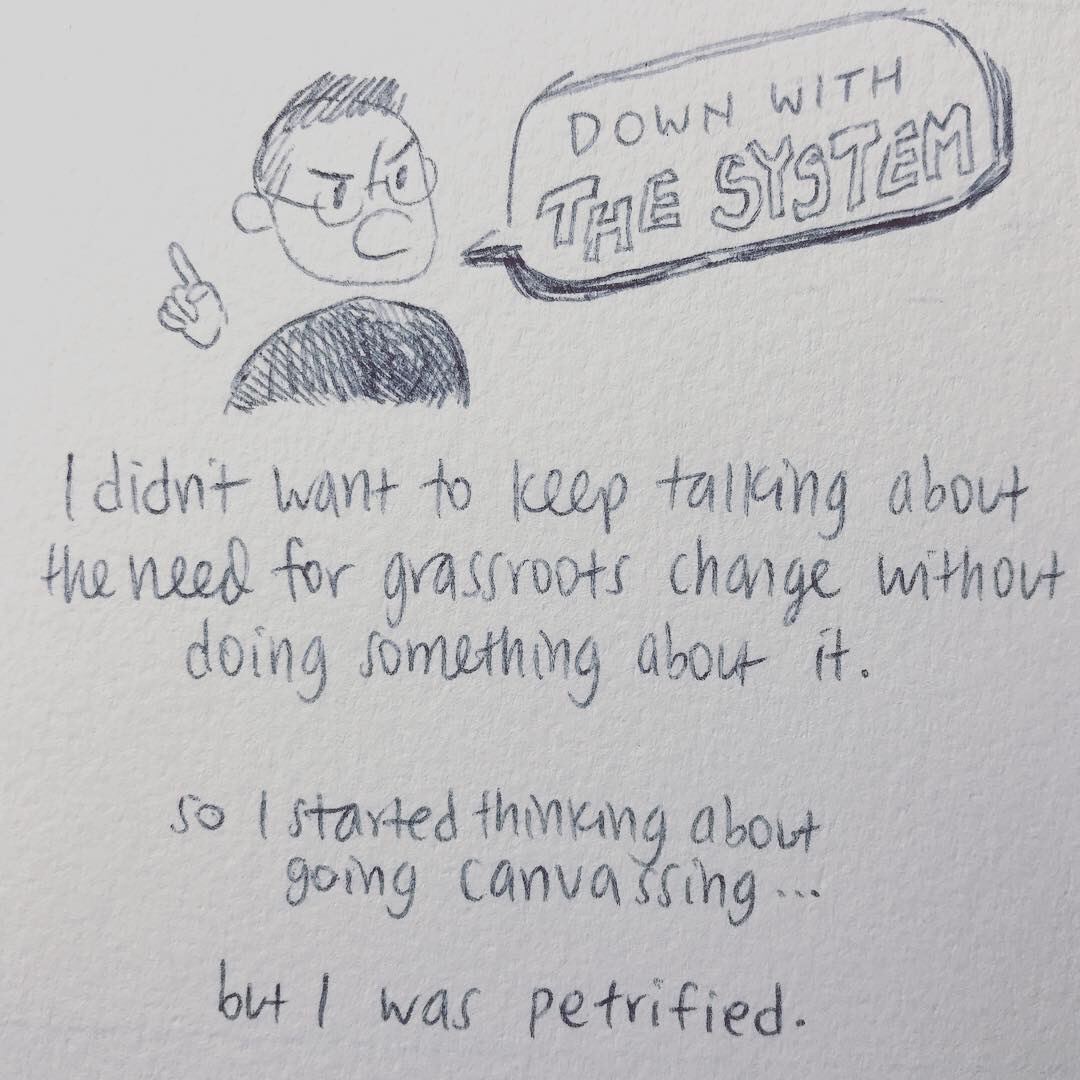 DOWN WITH
THE SYSTEM
I didn't want to keep talking about
the need for grassroots change without
doing something about it.
so I started thinking about
going canvassing...
but I was petrified.